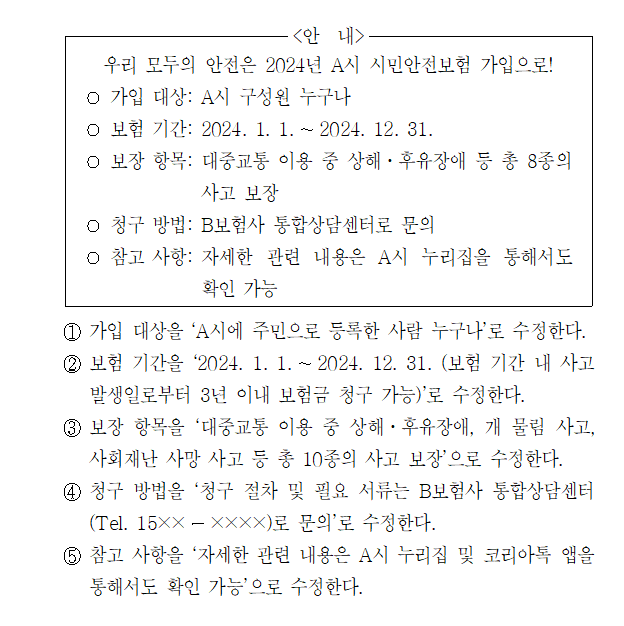 <안 내>
우리 모두의 안전은 2024년 A시 시민안전보험 가입으로!
○ 가입 대상: A시 구성원 누구나
○ 보험 기간: 2024. 1. 1. ~ 2024. 12. 31.
○ 보장 항목: 대중교통 이용 중 상해·후유장애 등 총 8종의
사고 보장
○ 청구 방법: B보험사 통합상담센터로 문의
○ 참고 사항: 자세한 관련 내용은 A시 누리집을 통해서도
확인 가능
① 가입 대상을 ‘A시에 주민으로 등록한 사람 누구나’로 수정한다.
② 보험 기간을 ‘2024. 1. 1. ~ 2024. 12. 31. (보험 기간 내 사고
발생일로부터 3년 이내 보험금 청구 가능)’로 수정한다.
③ 보장 항목을 ‘대중교통 이용 중 상해·후유장애, 개 물림 사고,
사회재난 사망 사고 등 총 10종의 사고 보장’으로 수정한다.
④ 청구 방법을 ‘청구 절차 및 필요 서류는 B보험사 통합상담센터
(Tel. 15×× - ××××)로 문의’로 수정한다.
⑤ 참고 사항을 ‘자세한 관련 내용은 A시 누리집 및 코리아톡 앱을
통해서도 확인 가능’으로 수정한다.